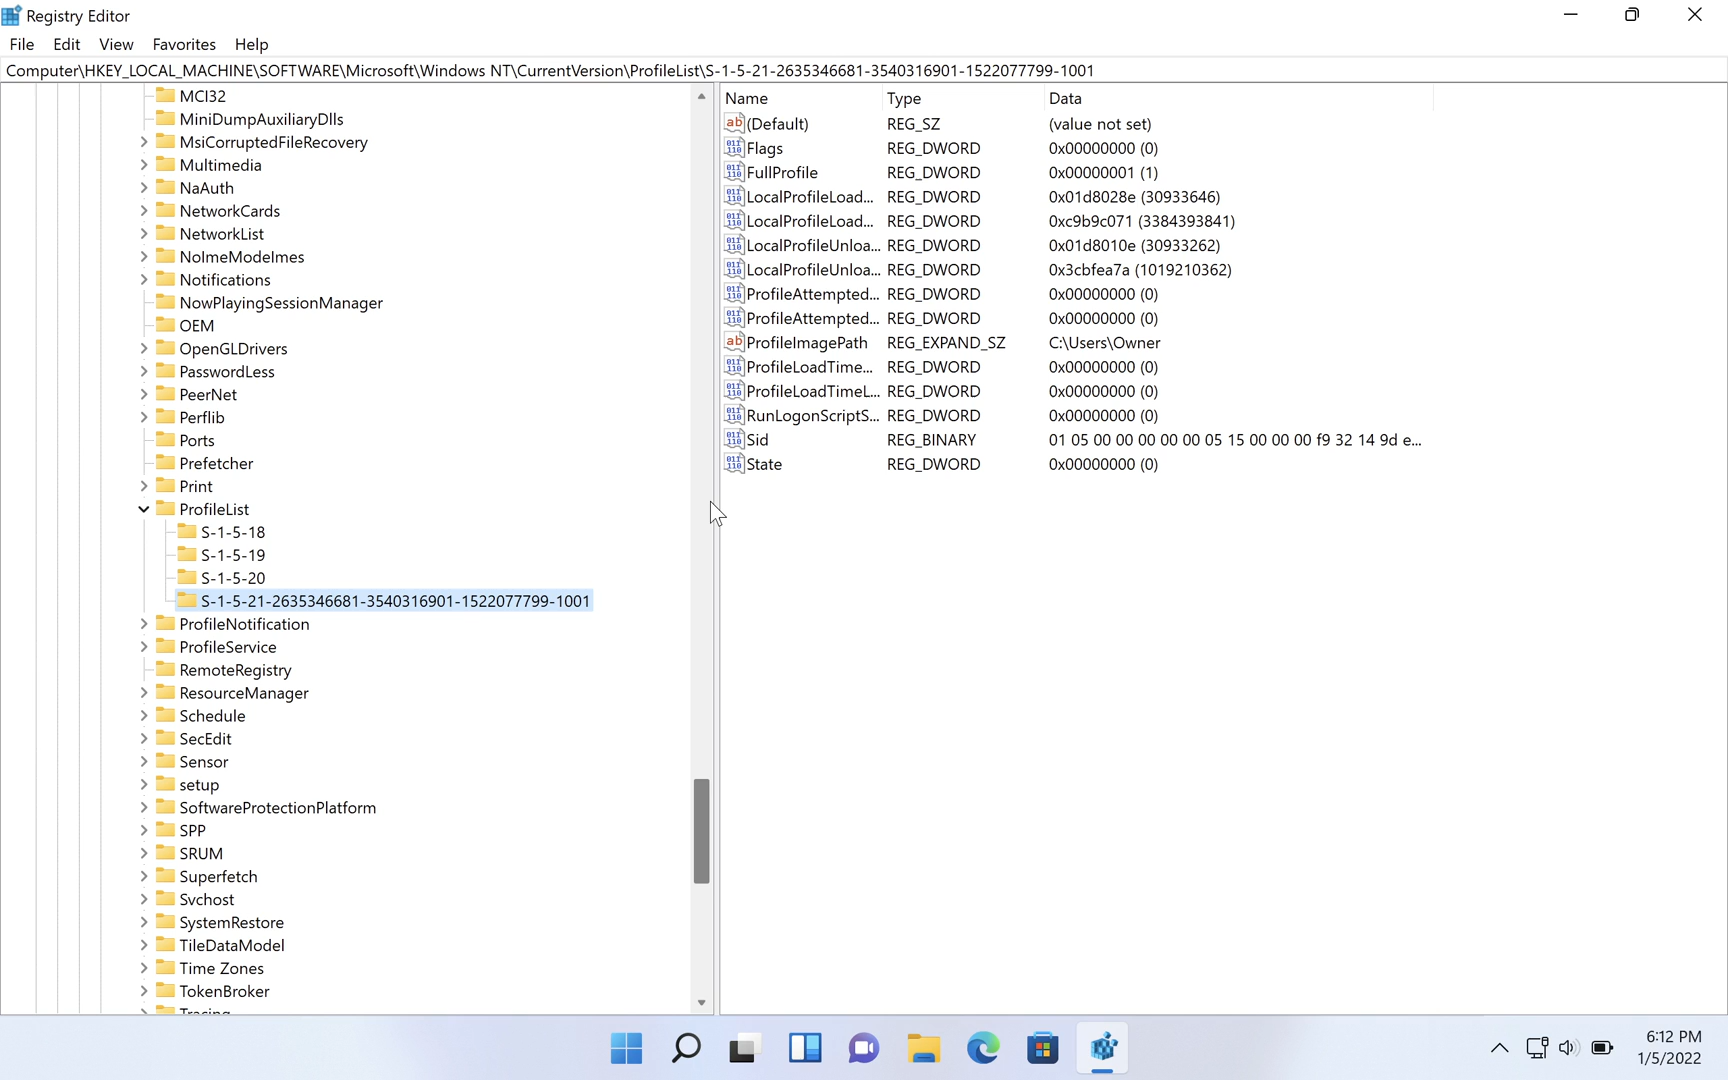 Registry Editor
File Edit View Favorites Help
Computer\HKEY_LOCAL_MACHINE\SOFTWARE\Microsoft\Windows NT\CurrentVersion\ProfileList\S-1-5-21-2635346681-3540316901-1522077799-1001
MCI32
MiniDumpAuxiliaryDlls
MsiCorruptedFileRecovery
Multimedia
NaAuth
NetworkCards
NetworkList
NoImeModeImes
Notifications
NowPlayingSessionManager
OEM
OpenGLDrivers
PasswordLess
PeerNet
Perflib
Ports
Prefetcher
Print
ProfileList
S-1-5-18
S-1-5-19
S-1-5-20
S-1-5-21-2635346681-3540316901-1522077799-1001
ProfileNotification
ProfileService
RemoteRegistry
ResourceManager
Schedule
SecEdit
Sensor
setup
SoftwareProtectionPlatform
SPP
SRUM
Superfetch
Svchost
SystemRestore
TileDataModel
Time Zones
TokenBroker
Tracing
Name Type Data
(Default) REG_SZ (value not set)
Flags REG_DWORD 0x00000000 (0)
FullProfile REG_DWORD 0x00000001 (1)
LocalProfileLoad... REG_DWORD 0x01d8028e (30933646)
LocalProfileLoad... REG_DWORD 0xc9b9c071 (3384393841)
LocalProfileUnloa... REG_DWORD 0x01d8010e (30933262)
LocalProfileUnloa... REG_DWORD 0x3cbfea7a (1019210362)
ProfileAttempted... REG_DWORD 0x00000000 (0)
ProfileAttempted... REG_DWORD 0x00000000 (0)
ProfileImagePath REG_EXPAND_SZ C:\Users\Owner
ProfileLoadTime... REG_DWORD 0x00000000 (0)
ProfileLoadTimeL... REG_DWORD 0x00000000 (0)
RunLogonScriptS... REG_DWORD 0x00000000 (0)
Sid REG_BINARY 01 05 00 00 00 00 00 05 15 00 00 00 f9 32 14 9d e...
State REG_DWORD 0x00000000 (0)
6:12 PM
1/5/2022